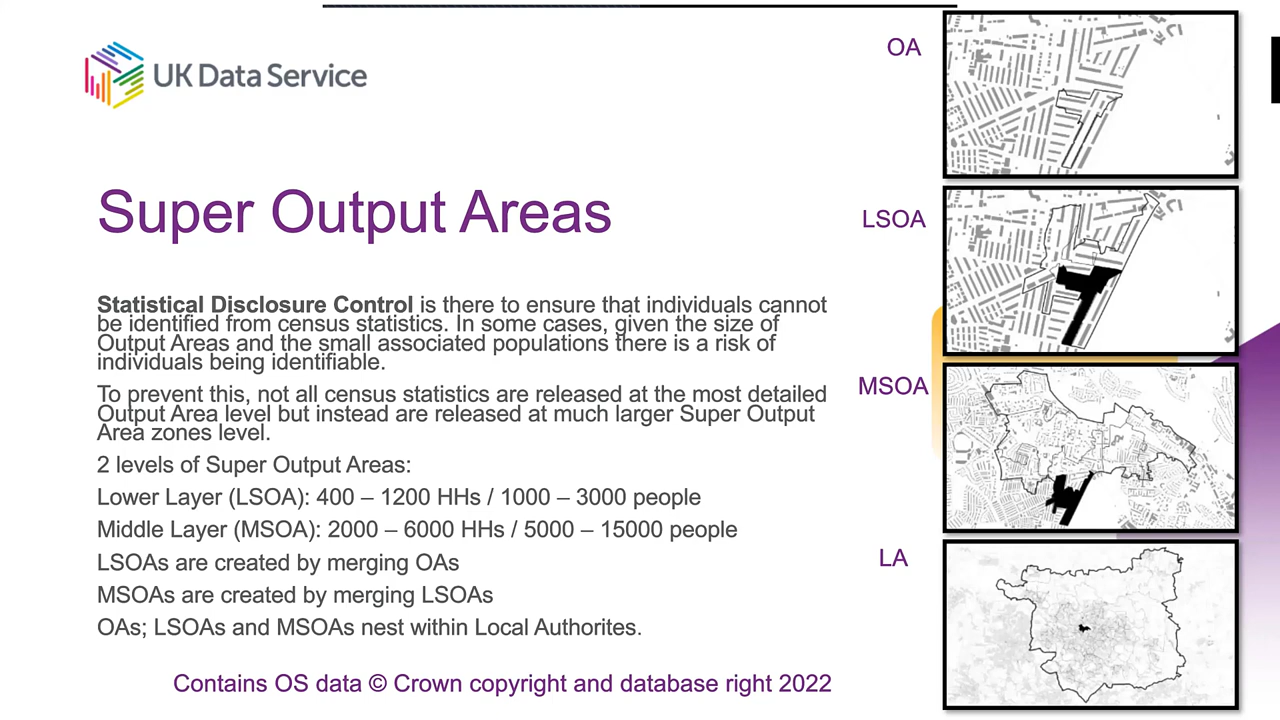 UK Data Service
Super Output Areas
Statistical Disclosure Control is there to ensure that individuals cannot
be identified from census statistics. In some cases, given the size of
Output Areas and the small associated populations there is a risk of
individuals being identifiable.
To prevent this, not all census statistics are released at the most detailed
Output Area level but instead are released at much larger Super Output
Area zones level.
2 levels of Super Output Areas:
Lower Layer (LSOA): 400 – 1200 HHs / 1000 – 3000 people
Middle Layer (MSOA): 2000 – 6000 HHs / 5000 – 15000 people
LSOAs are created by merging OAs
MSOAs are created by merging LSOAs
OAs; LSOAs and MSOAs nest within Local Authorites.
Contains OS data © Crown copyright and database right 2022
OA
LSOA
MSOA
LA